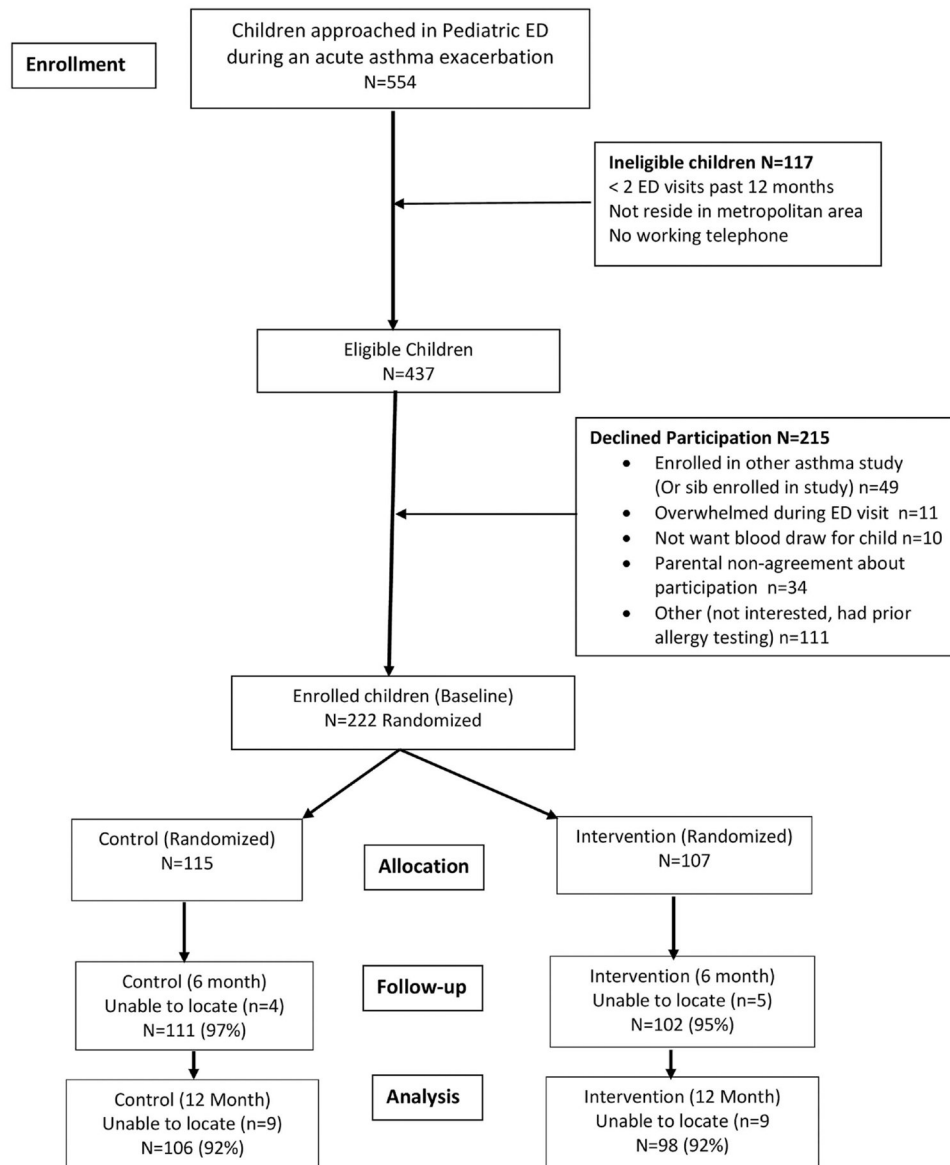 Children approached in Pediatric ED
during an acute asthma exacerbation
N=554
Enrollment
Ineligible children N=117
< 2 ED visits past 12 months
Not reside in metropolitan area
No working telephone
Eligible Children
N=437
Declined Participation N=215
• Enrolled in other asthma study
(Or sib enrolled in study) n=49
• Overwhelmed during ED visit n=11
• Not want blood draw for child n=10
• Parental non-agreement about
participation n=34
• Other (not interested, had prior
allergy testing) n=111
Enrolled children (Baseline)
N=222 Randomized
Control (Randomized)
N=115
Allocation
Intervention (Randomized)
N=107
Control (6 month)
Unable to locate (n=4)
N=111 (97%)
Follow-up
Intervention (6 month)
Unable to locate (n=5)
N=102 (95%)
Control (12 Month)
Unable to locate (n=9)
N=106 (92%)
Analysis
Intervention (12 Month)
Unable to locate (n=9
N=98 (92%)